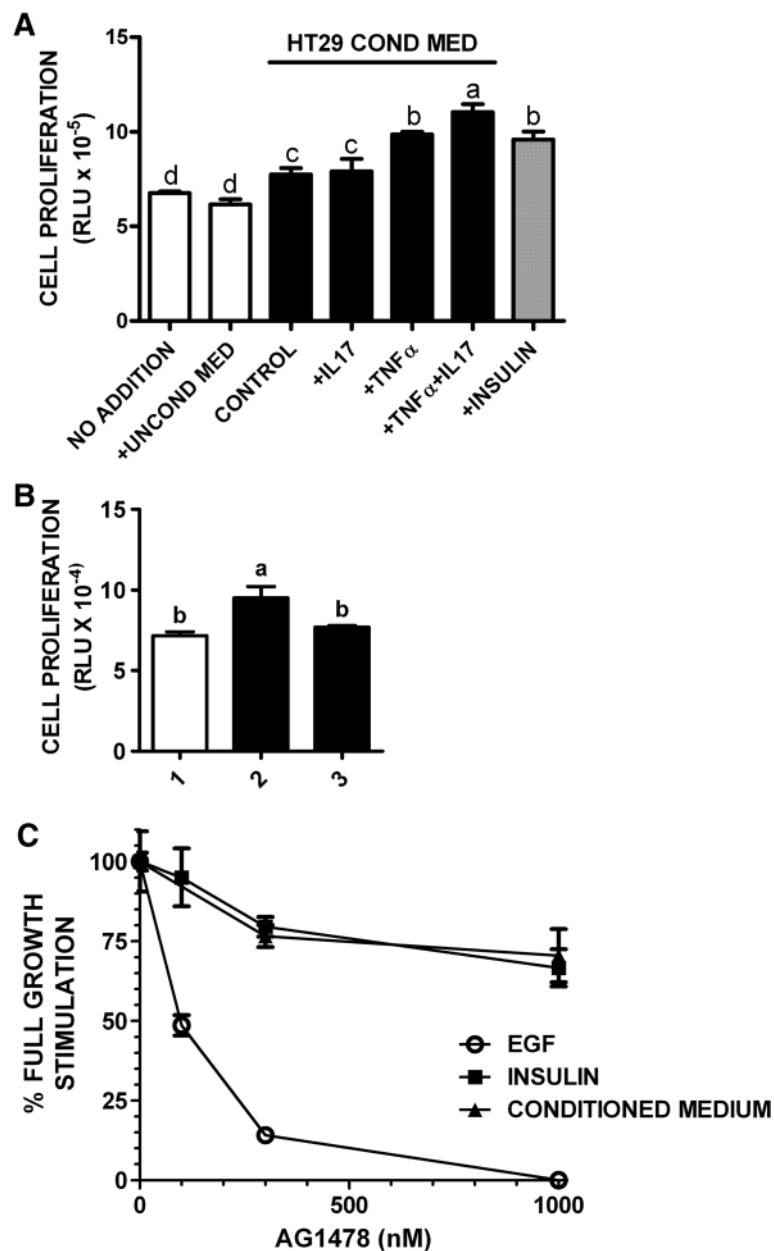 A
HT29 COND MED
CELL PROLIFERATION
(RLU x 10-5)
15
10
5
0
d
d
c
c
b
a
b
NO ADDITION
+UNCOND MED
CONTROL
+IL17
+TNFα
+TNFα+IL17
+INSULIN
B
CELL PROLIFERATION
(RLU X 10-4)
15
10
5
0
b
a
b
1
2
3
C
% FULL GROWTH
STIMULATION
100
75
50
25
0
EGF
INSULIN
CONDITIONED MEDIUM
0
500
1000
AG1478 (nM)